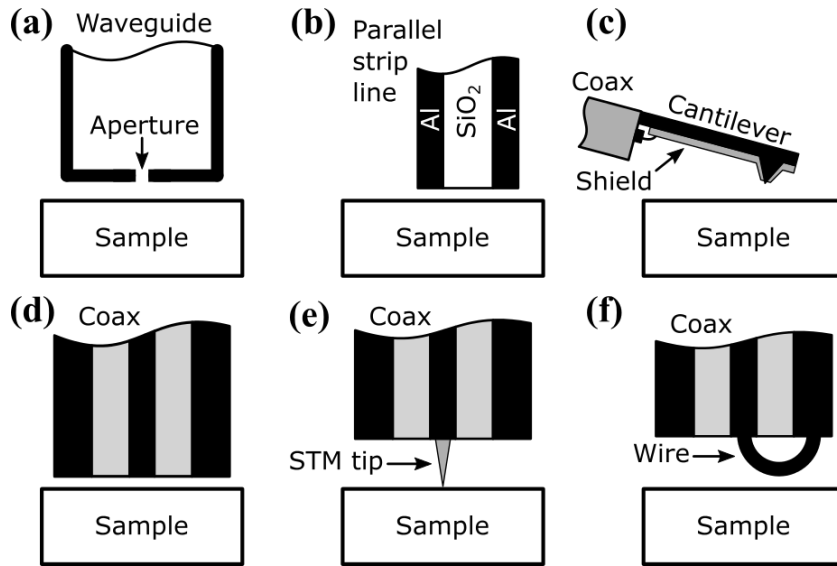 (a)
Waveguide
Aperture
Sample
(b)
Parallel
strip
line
Al
SiO₂
Al
Sample
(c)
Coax
Cantilever
Shield
Sample
(d)
Coax
Sample
(e)
Coax
STM tip
Sample
(f)
Coax
Wire
Sample